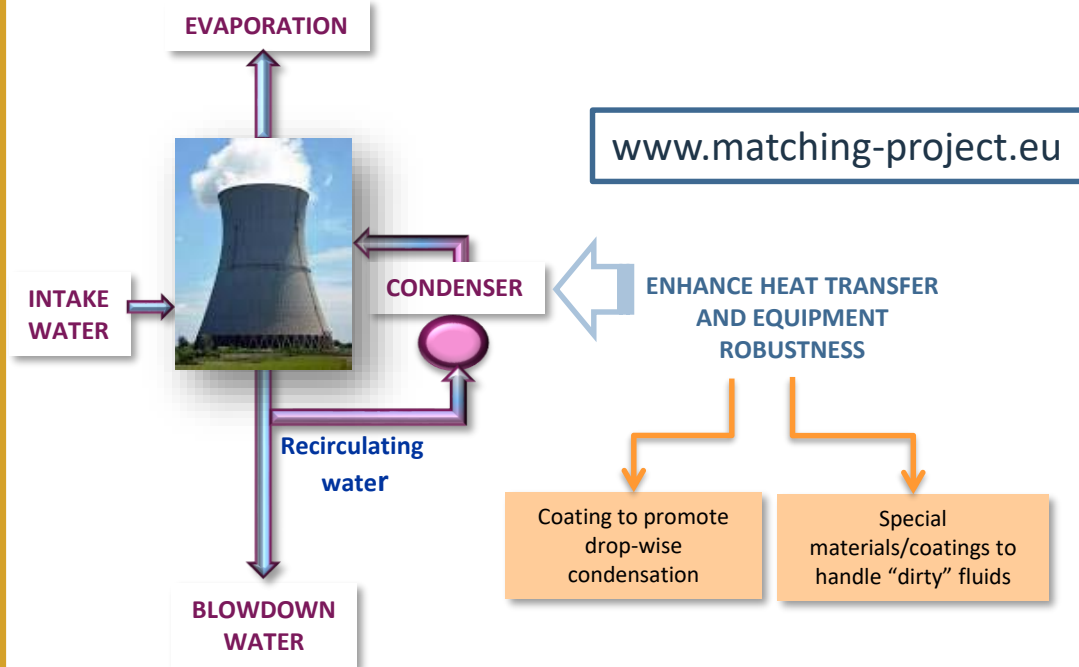 EVAPORATION
www.matching-project.eu
INTAKE
WATER
CONDENSER
ENHANCE HEAT TRANSFER
AND EQUIPMENT
ROBUSTNESS
Recirculating
water
Coating to promote
drop-wise
condensation
Special
materials/coatings to
handle “dirty” fluids
BLOWDOWN
WATER